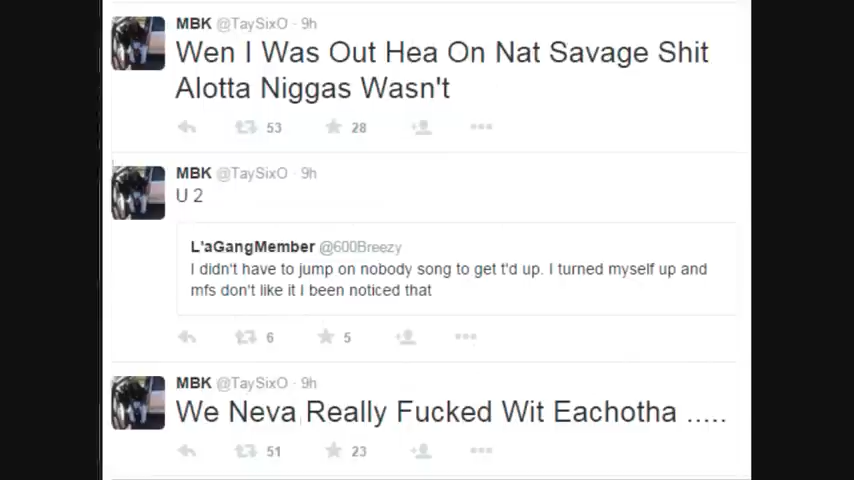 MBK @TaySixO · 9h
Wen I Was Out Hea On Nat Savage Shit
Alotta Niggas Wasn't
53 28
MBK @TaySixO · 9h
U 2
L'aGangMember @600Breezy
I didn't have to jump on nobody song to get t'd up. I turned myself up and
mfs don't like it I been noticed that
6 5
MBK @TaySixO · 9h
We Neva Really Fucked Wit Eachotha .....
51 23